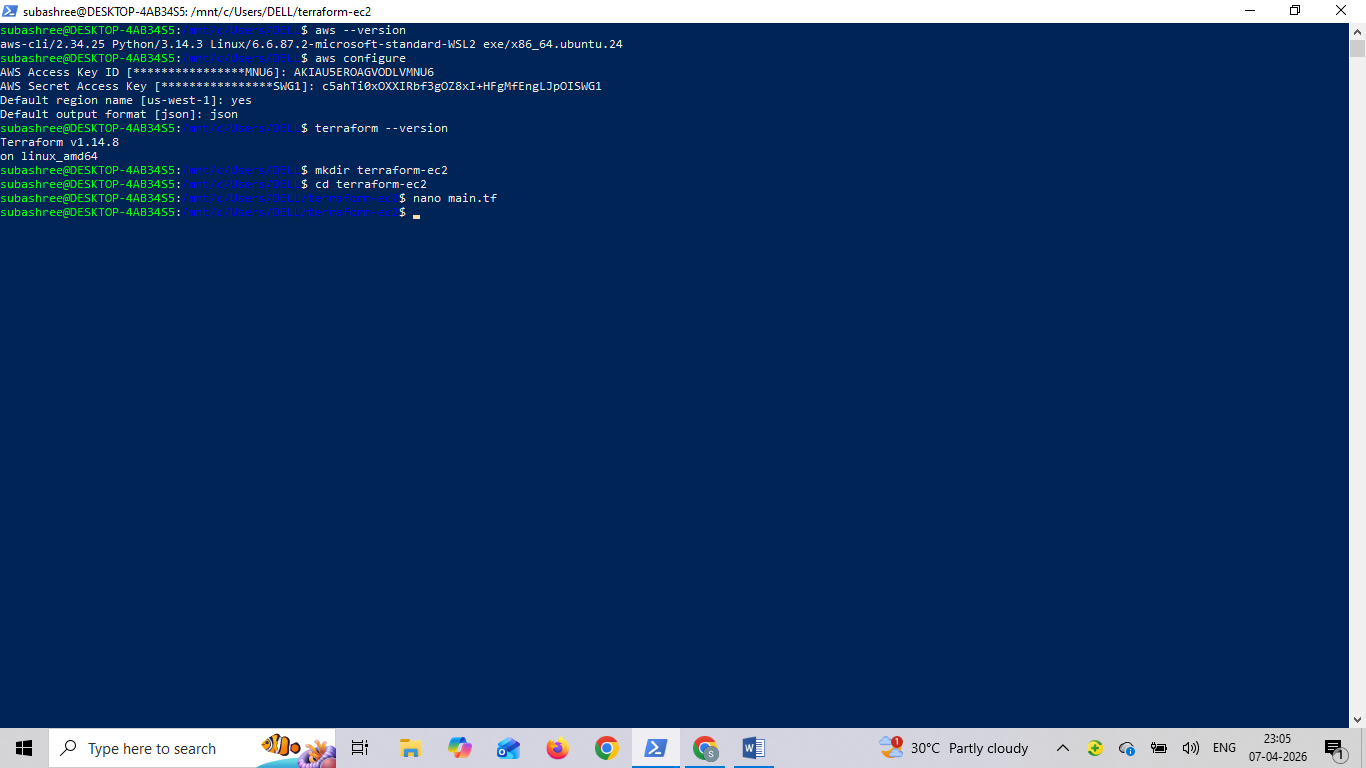 subashree@DESKTOP-4AB34S5: /mnt/c/Users/DELL/terraform-ec2
subashree@DESKTOP-4AB34S5:/mnt/c/Users/DELL$ aws --version
aws-cli/2.34.25 Python/3.14.3 Linux/6.6.87.2-microsoft-standard-WSL2 exe/x86_64.ubuntu.24
subashree@DESKTOP-4AB34S5:/mnt/c/Users/DELL$ aws configure
AWS Access Key ID [****************MNU6]: AKIAU5EROAGVODLVMNU6
AWS Secret Access Key [****************SWG1]: 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
Default region name [us-west-1]: yes
Default output format [json]: json
subashree@DESKTOP-4AB34S5:/mnt/c/Users/DELL$ terraform --version
Terraform v1.14.8
on linux_amd64
subashree@DESKTOP-4AB34S5:/mnt/c/Users/DELL$ mkdir terraform-ec2
subashree@DESKTOP-4AB34S5:/mnt/c/Users/DELL$ cd terraform-ec2
subashree@DESKTOP-4AB34S5:/mnt/c/Users/DELL/terraform-ec2$ nano main.tf
subashree@DESKTOP-4AB34S5:/mnt/c/Users/DELL/terraform-ec2$
Type here to search
1
S
30°C Partly cloudy
ENG
23:05
07-04-2026
1